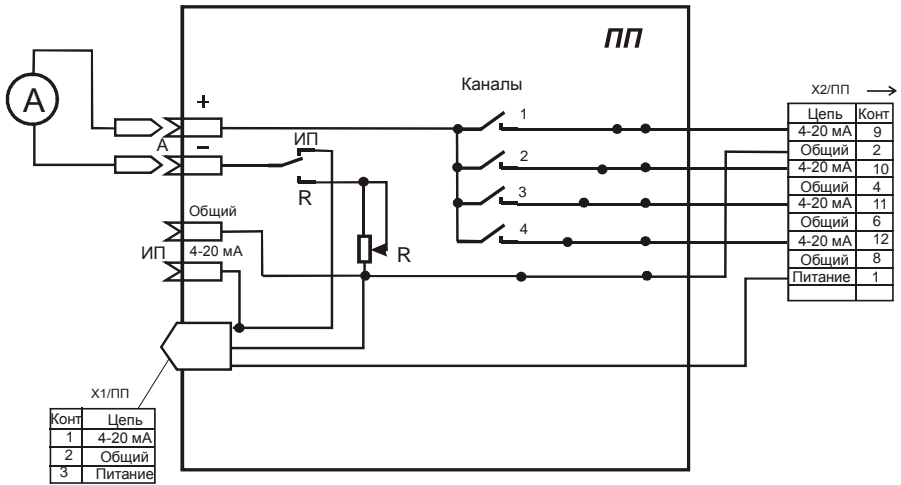 ПП
Каналы
А
+
А
−
ИП
R
R
Общий
ИП 4-20 мА
1
2
3
4
X2/ПП
Цепь Конт
4-20 мА 9
Общий 2
4-20 мА 10
Общий 4
4-20 мА 11
Общий 6
4-20 мА 12
Общий 8
Питание 1
X1/ПП
Конт Цепь
1 4-20 мА
2 Общий
3 Питание